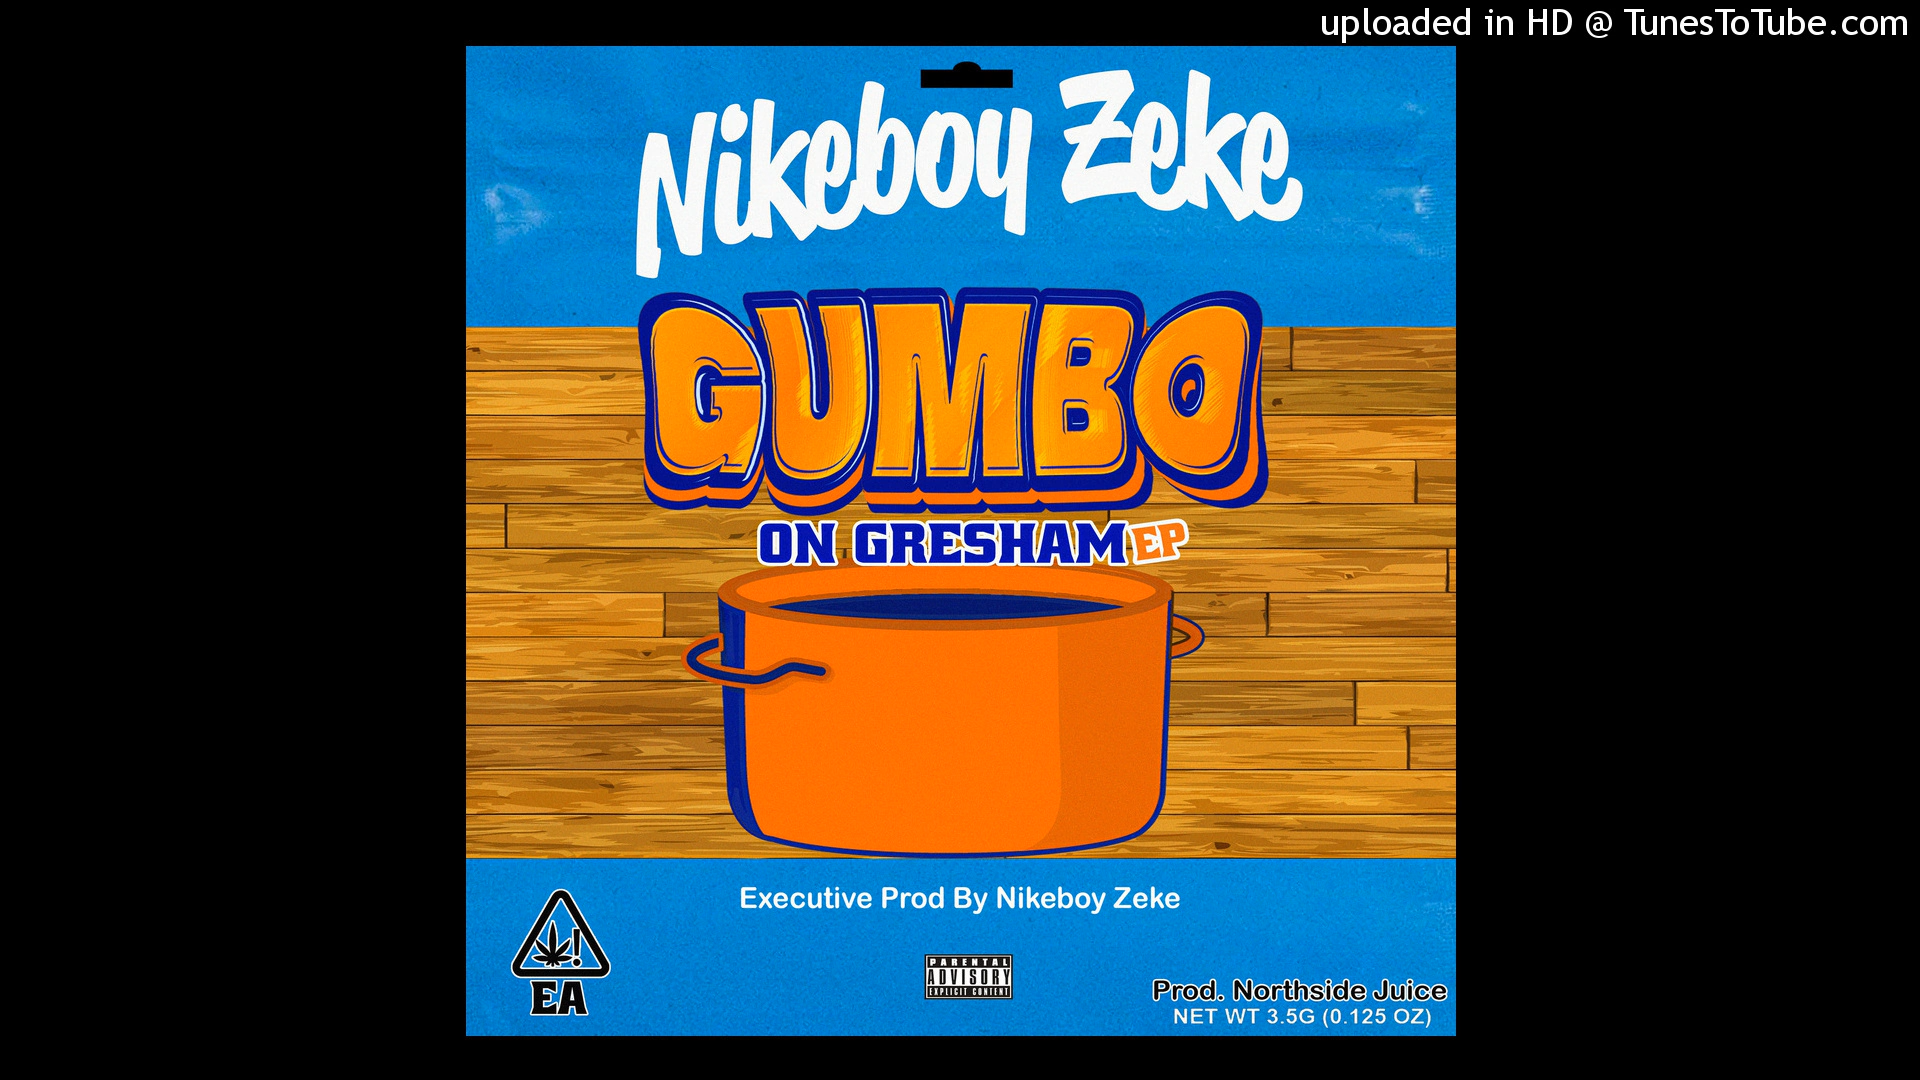 uploaded in HD @ TunesToTube.com
Nikeboy Zeke
GUMBO
ON GRESHAM EP
Executive Prod By Nikeboy Zeke
EA
PARENTAL
ADVISORY
EXPLICIT CONTENT
Prod. Northside Juice
NET WT 3.5G (0.125 OZ)